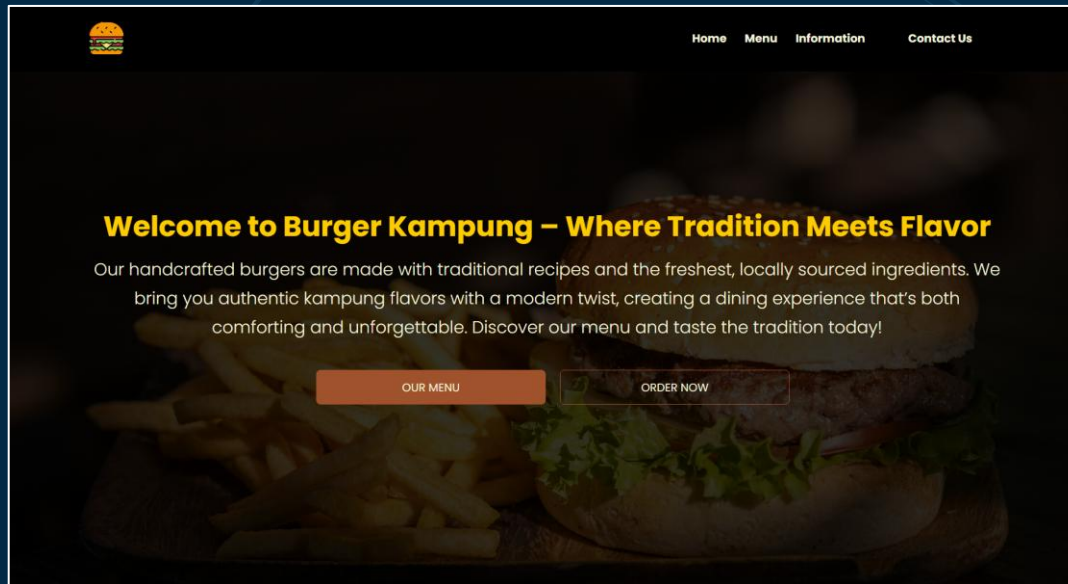 Home Menu Information Contact Us
Welcome to Burger Kampung – Where Tradition Meets Flavor
Our handcrafted burgers are made with traditional recipes and the freshest, locally sourced ingredients. We
bring you authentic kampung flavors with a modern twist, creating a dining experience that's both
comforting and unforgettable. Discover our menu and taste the tradition today!
OUR MENU
ORDER NOW